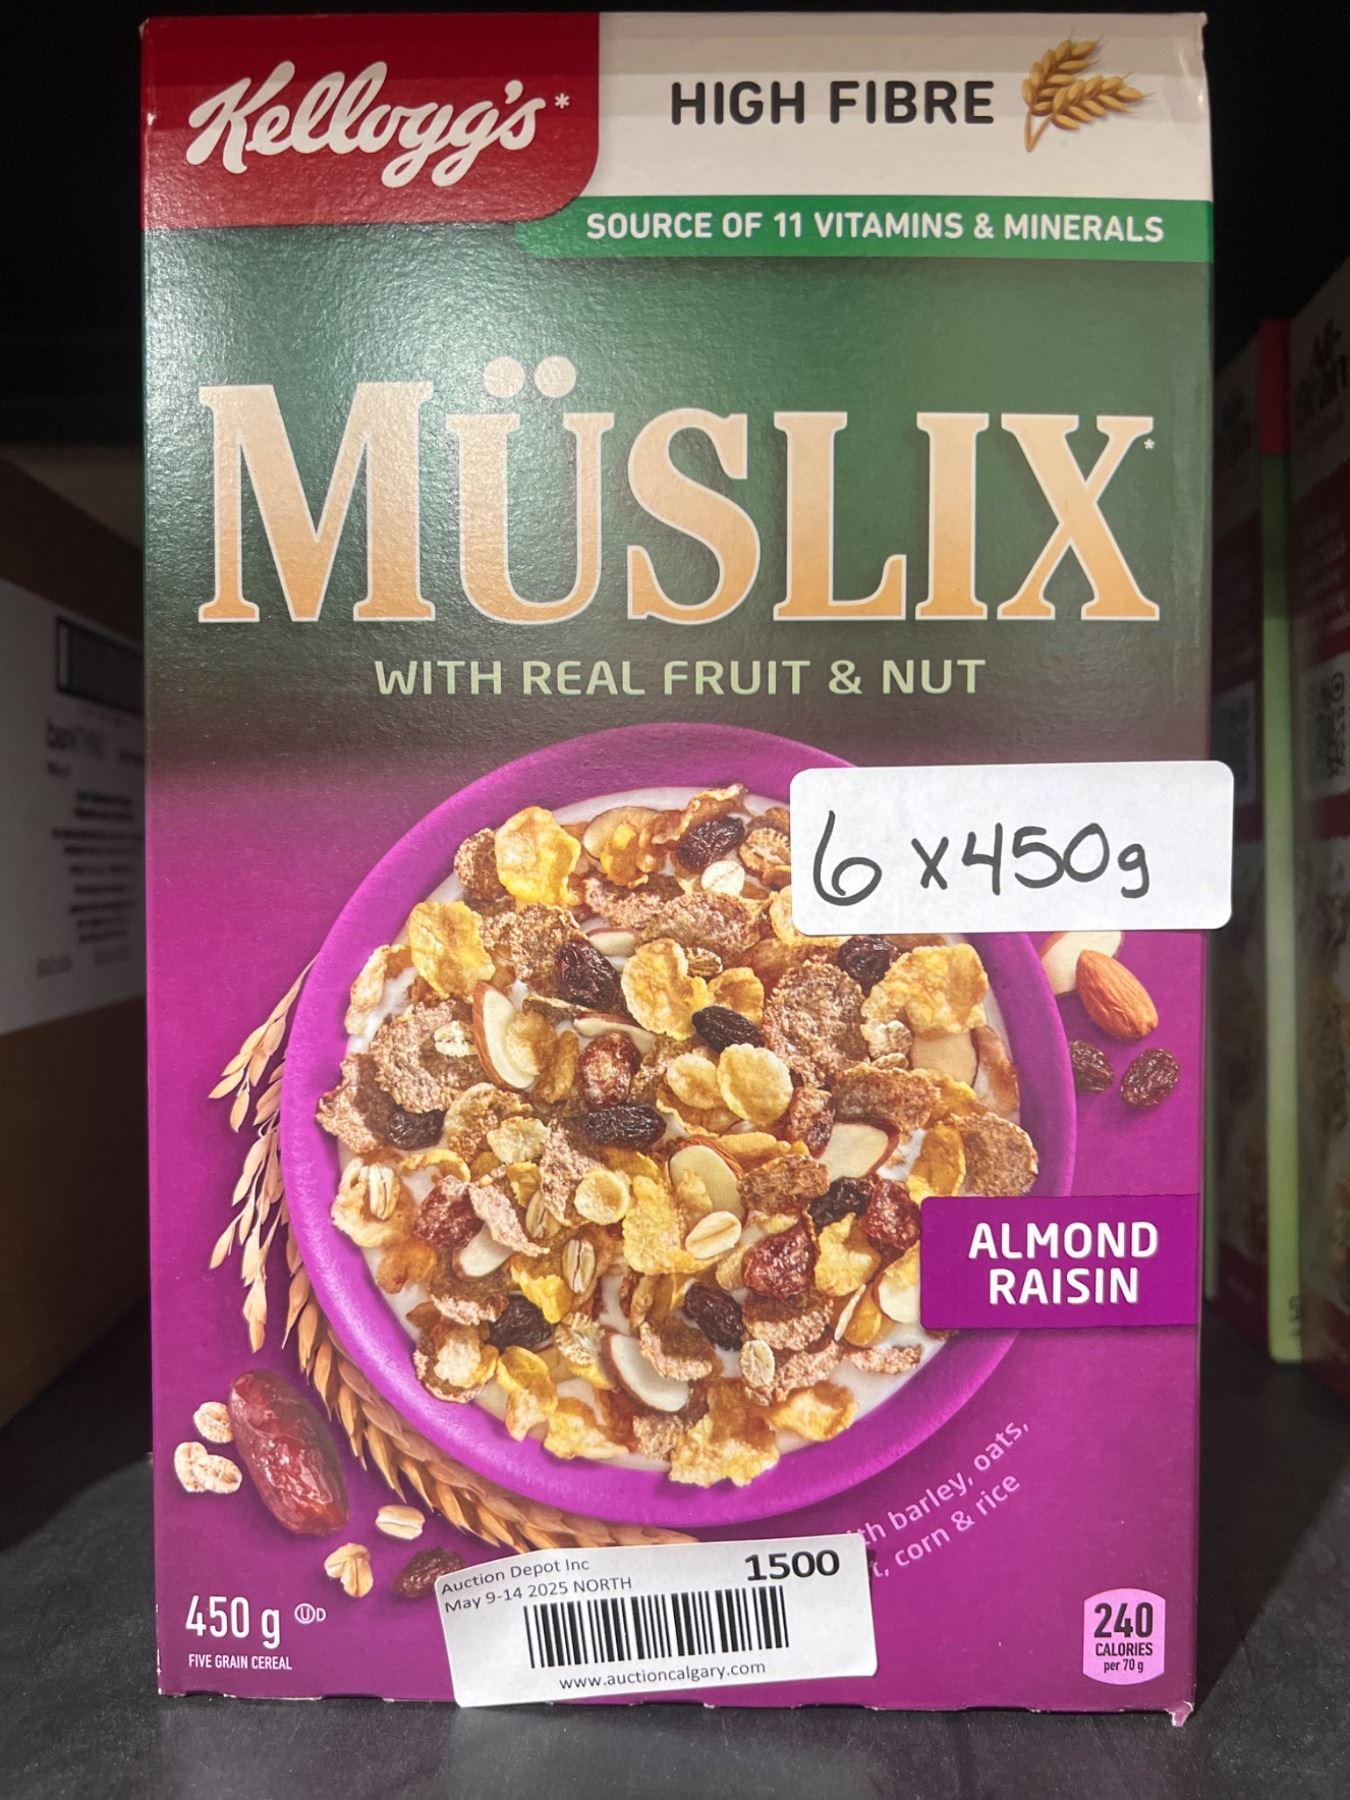 Kellogg's*
HIGH FIBRE
SOURCE OF 11 VITAMINS & MINERALS
MÜSLIX*
WITH REAL FRUIT & NUT
6 x 450g
ALMOND
RAISIN
barley, oats,
corn & rice
Auction Depot Inc
1500
May 9-14 2025 NORTH
www.auctioncalgary.com
450 g UD
FIVE GRAIN CEREAL
240
CALORIES
per 70 g